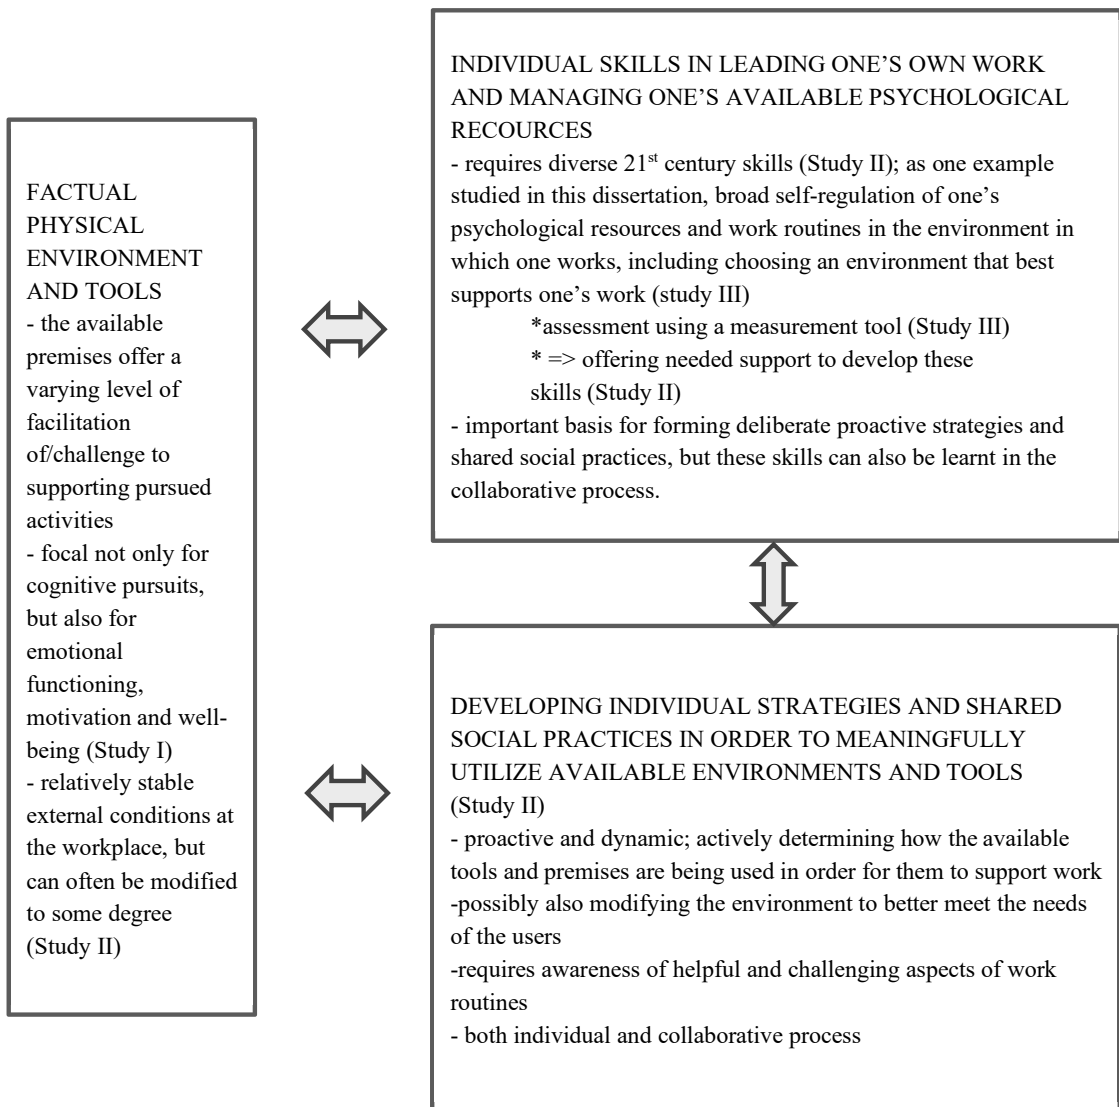 FACTUAL
PHYSICAL
ENVIRONMENT
AND TOOLS
- the available
premises offer a
varying level of
facilitation
of/challenge to
supporting pursued
activities
- focal not only for
cognitive pursuits,
but also for
emotional
functioning,
motivation and well-
being (Study I)
- relatively stable
external conditions at
the workplace, but
can often be modified
to some degree
(Study II)
INDIVIDUAL SKILLS IN LEADING ONE’S OWN WORK
AND MANAGING ONE’S AVAILABLE PSYCHOLOGICAL
RECOURCES
- requires diverse 21st century skills (Study II); as one example
studied in this dissertation, broad self-regulation of one’s
psychological resources and work routines in the environment in
which one works, including choosing an environment that best
supports one’s work (study III)
*assessment using a measurement tool (Study III)
* => offering needed support to develop these
skills (Study II)
- important basis for forming deliberate proactive strategies and
shared social practices, but these skills can also be learnt in the
collaborative process.
DEVELOPING INDIVIDUAL STRATEGIES AND SHARED
SOCIAL PRACTICES IN ORDER TO MEANINGFULLY
UTILIZE AVAILABLE ENVIRONMENTS AND TOOLS
(Study II)
- proactive and dynamic; actively determining how the available
tools and premises are being used in order for them to support work
-possibly also modifying the environment to better meet the needs
of the users
-requires awareness of helpful and challenging aspects of work
routines
- both individual and collaborative process